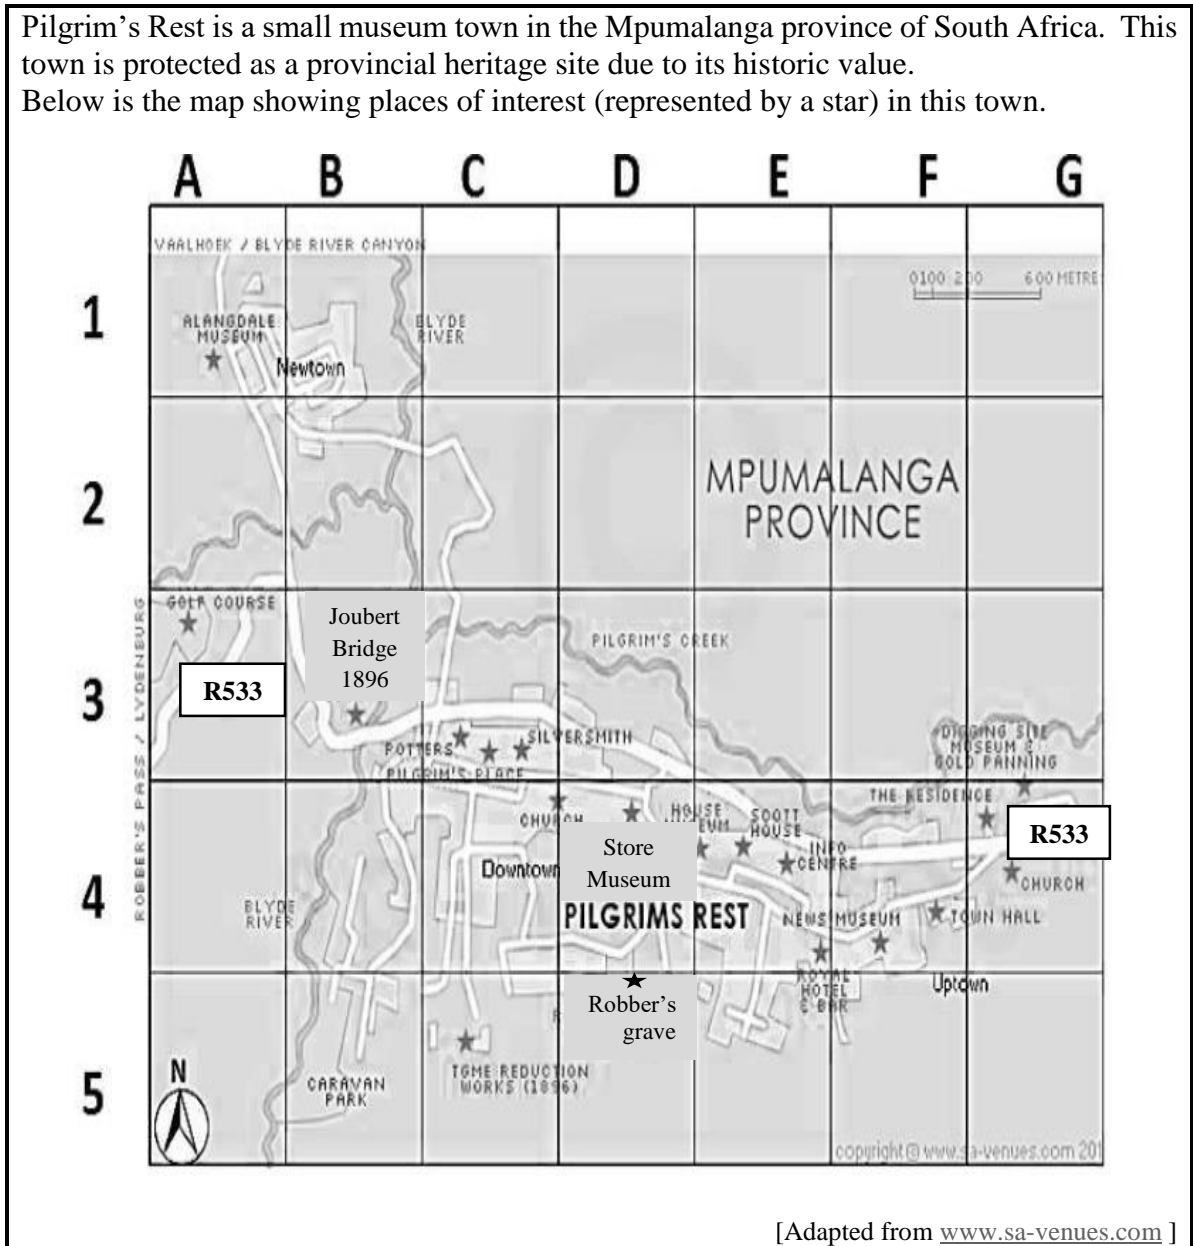 Pilgrim's Rest is a small museum town in the Mpumalanga province of South Africa. This
town is protected as a provincial heritage site due to its historic value.
Below is the map showing places of interest (represented by a star) in this town.
A B C D E F G
VAALHOEK / BLYDE RIVER CANYON
0100 200 600 METRE
1
ALANGDALE
MUSEUM
BLYDE
RIVER
Newtown
MPUMALANGA
PROVINCE
2
ROBBER'S PASS / LYDENBURG
GOLF COURSE
Joubert
Bridge
1896
PILGRIM'S CREEK
R533
3
POTTERS
SILVERSMITH
PILGRIM'S PLACE
DIGGING SITE
MUSEUM &
GOLD PANNING
THE RESIDENCE
CHURCH
HOUSE
SCOTT
HOUSE
R533
Store
Museum
INFO
CENTRE
Downtown
CHURCH
4
BLYDE
RIVER
PILGRIMS REST
NEWS MUSEUM
TOWN HALL
ROYAL
HOTEL
& BAR
Uptown
Robber's
grave
N
5
TGME REDUCTION
WORKS (1896)
CARAVAN
PARK
copyright@ www.sa-venues.com 201
[Adapted from www.sa-venues.com ]